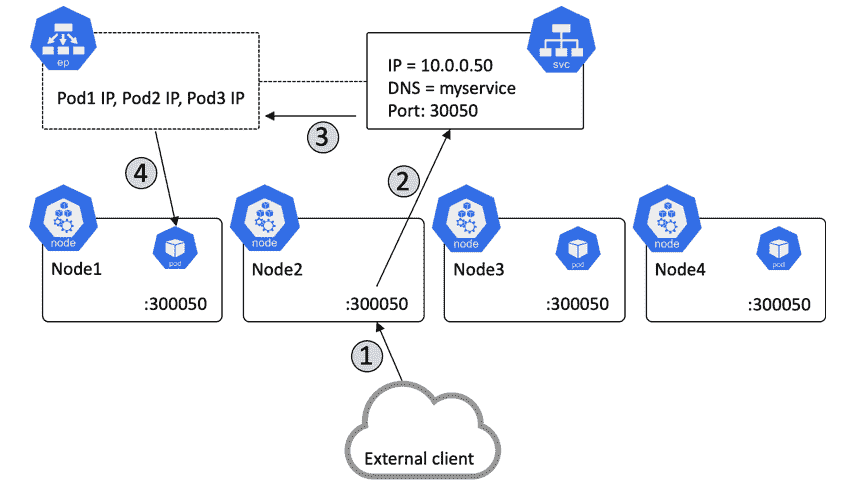 ep
Pod1 IP, Pod2 IP, Pod3 IP
svc
IP = 10.0.0.50
DNS = myservice
Port: 30050
3
4
2
node
Node1
pod
:300050
node
Node2
:300050
node
Node3
pod
:300050
node
Node4
pod
:300050
1
External client